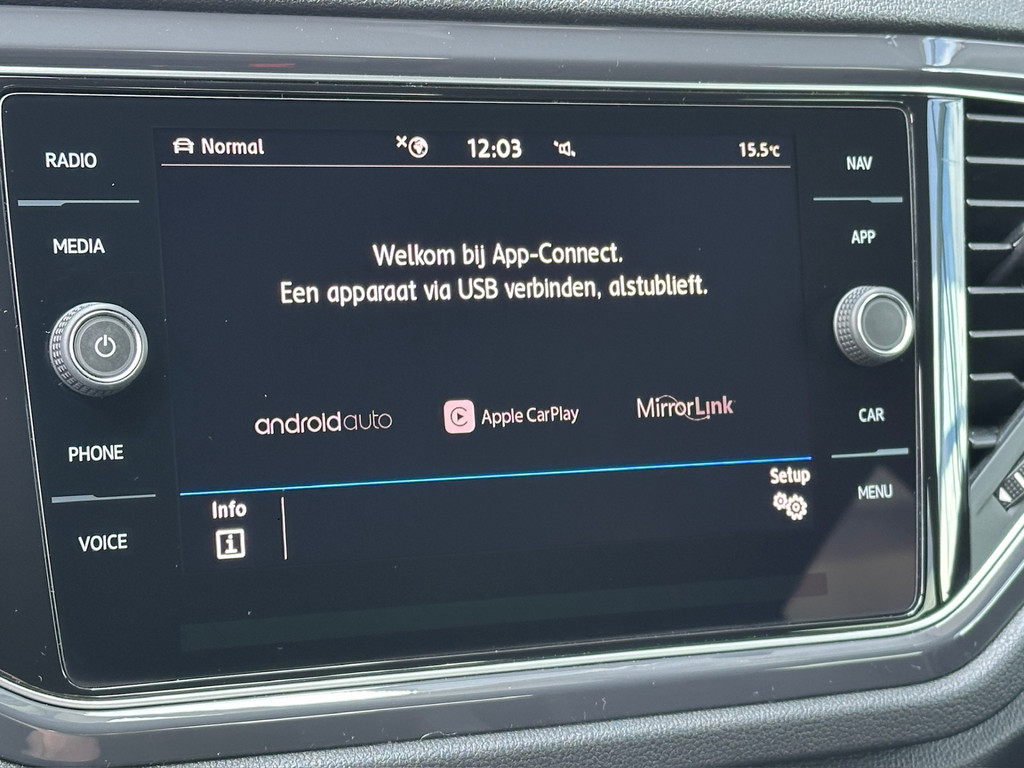 RADIO
MEDIA
PHONE
VOICE
Normal
12:03
15.5°C
Welkom bij App-Connect.
Een apparaat via USB verbinden, alstublieft.
androidauto
Apple CarPlay
MirrorLink
Info
Setup
NAV
APP
CAR
MENU